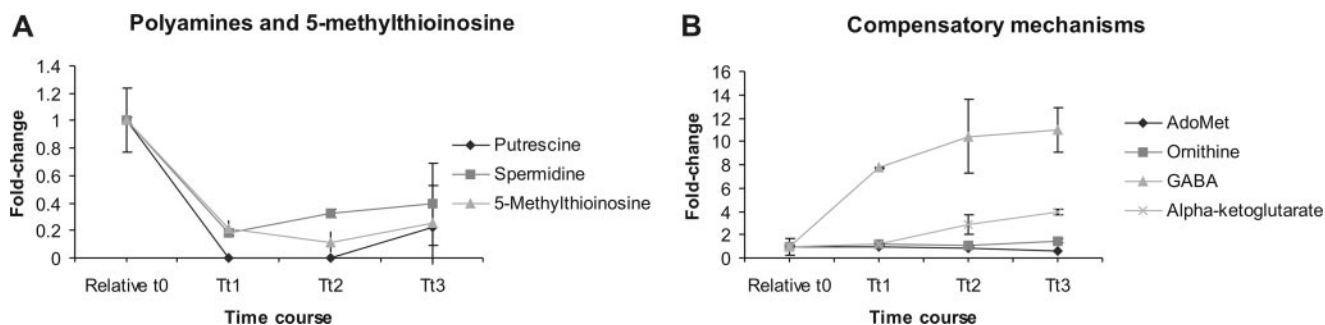 A
Polyamines and 5-methylthioinosine
Fold-change
1.4
1.2
1
0.8
0.6
0.4
0.2
0
Relative t0
Tt1
Tt2
Tt3
Time course
Putrescine
Spermidine
5-Methylthioinosine
B
Compensatory mechanisms
Fold-change
16
14
12
10
8
6
4
2
0
Relative t0
Tt1
Tt2
Tt3
Time course
AdoMet
Ornithine
GABA
Alpha-ketoglutarate